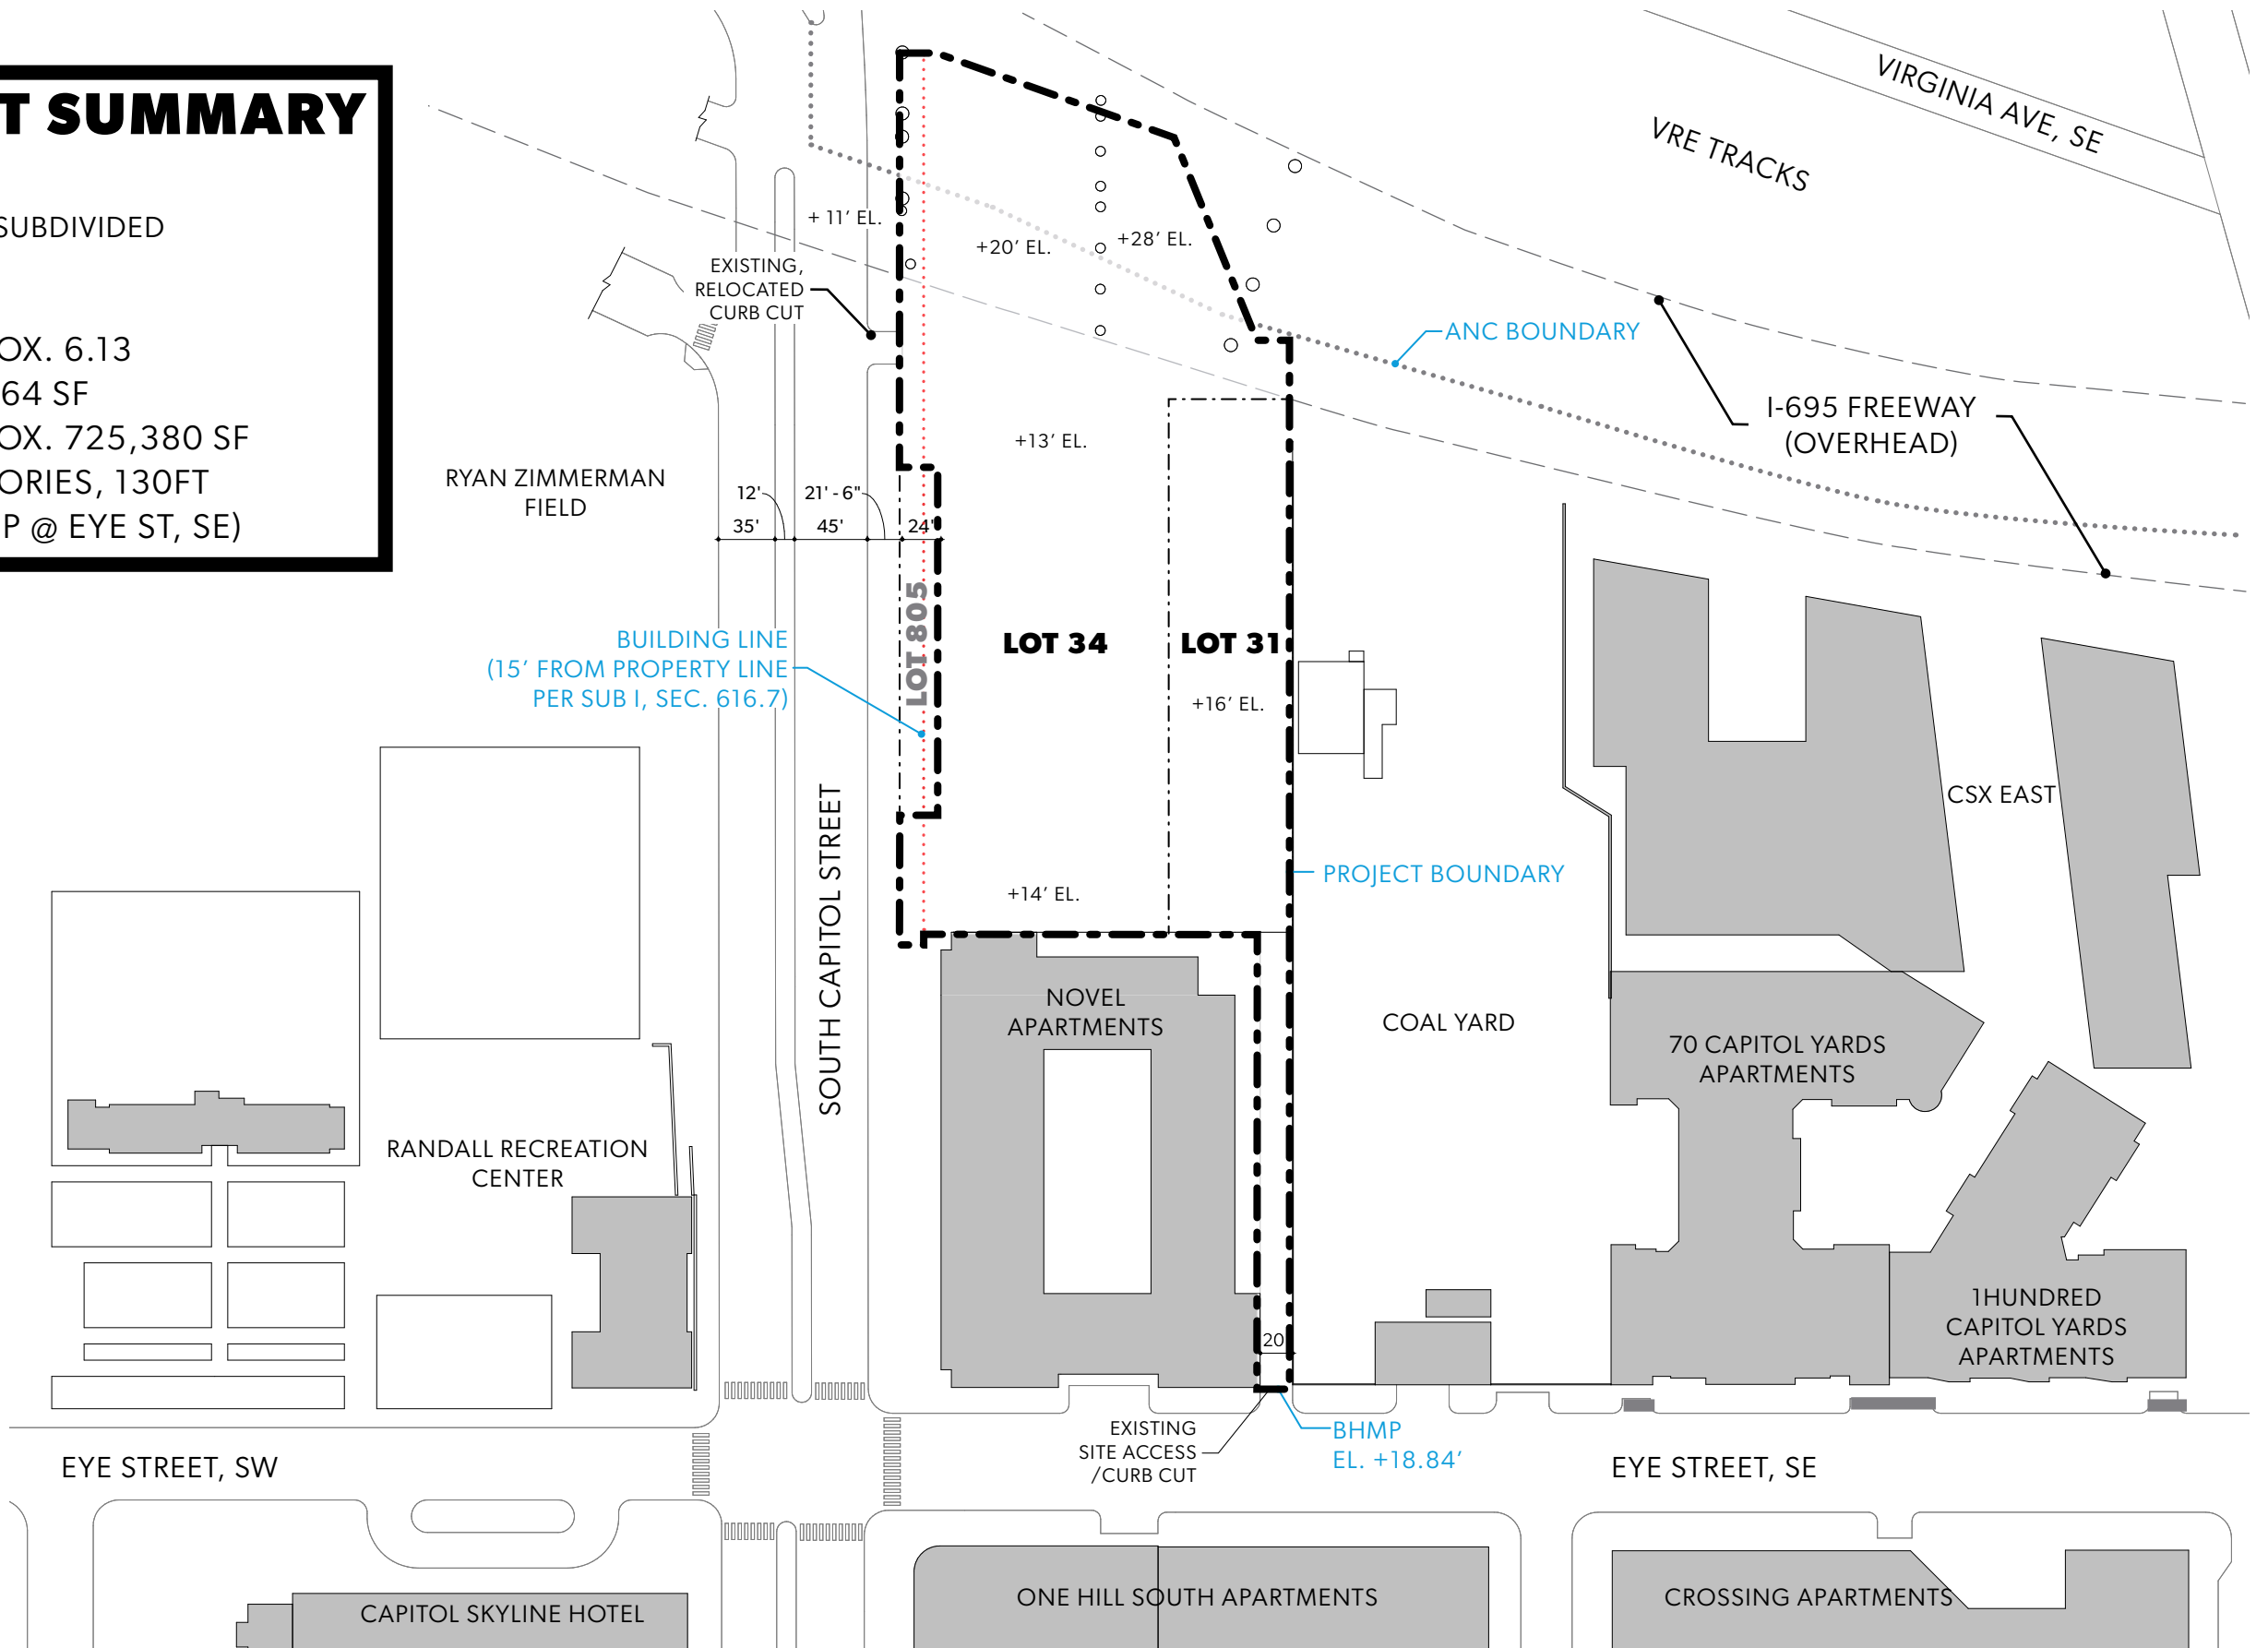 T SUMMARY
SUBDIVIDED
OX. 6.13
64 SF
OX. 725,380 SF
ORIES, 130FT
P @ EYE ST, SE)
VIRGINIA AVE, SE
VRE TRACKS
+ 11' EL.
+20' EL.
+28' EL.
EXISTING,
RELOCATED
CURB CUT
ANC BOUNDARY
I-695 FREEWAY
(OVERHEAD)
+13' EL.
RYAN ZIMMERMAN
FIELD
12'
21' - 6"
35'
45'
24'
LOT 805
BUILDING LINE
(15' FROM PROPERTY LINE
PER SUB I, SEC. 616.7)
LOT 34
LOT 31
+16' EL.
CSX EAST
SOUTH CAPITOL STREET
PROJECT BOUNDARY
+14' EL.
NOVEL
APARTMENTS
COAL YARD
70 CAPITOL YARDS
APARTMENTS
RANDALL RECREATION
CENTER
1HUNDRED
CAPITOL YARDS
APARTMENTS
20
EXISTING
SITE ACCESS
/CURB CUT
BHMP
EL. +18.84'
EYE STREET, SW
EYE STREET, SE
CAPITOL SKYLINE HOTEL
ONE HILL SOUTH APARTMENTS
CROSSING APARTMENTS